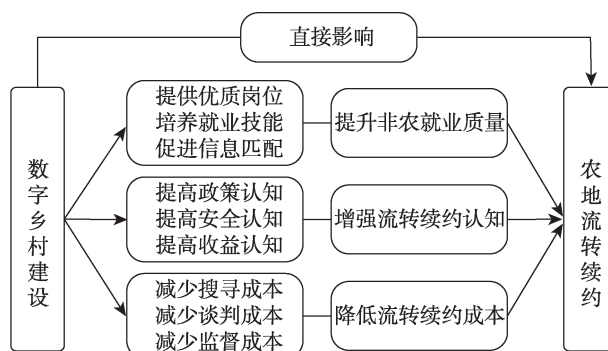 直接影响
数字乡村建设
提供优质岗位
培养就业技能
促进信息匹配
提升非农就业质量
提高政策认知
提高安全认知
提高收益认知
增强流转续约认知
减少搜寻成本
减少谈判成本
减少监督成本
降低流转续约成本
农地流转续约